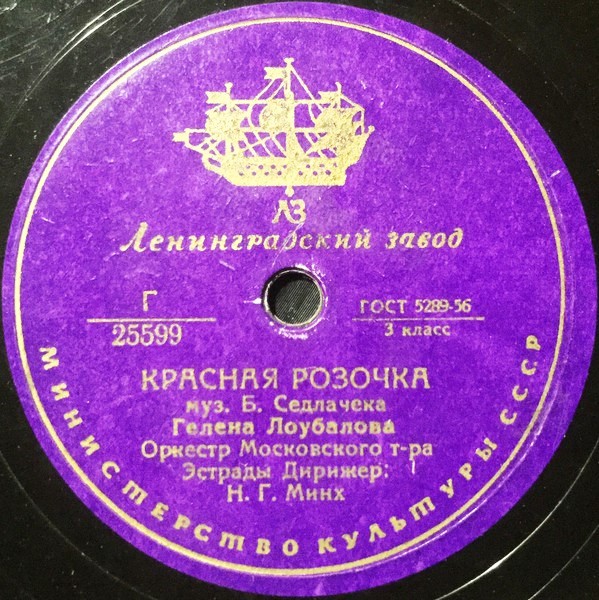 ЛЗ
Ленинградский завод
Г
25599
ГОСТ 5289-56
3 класс
КРАСНАЯ РОЗОЧКА
муз. Б. Седлачека
Гелена Лоубалова
Оркестр Московского т-ра
Эстрады Дирижер:
Н. Г. Минх
МИНИСТЕРСТВО КУЛЬТУРЫ СССР